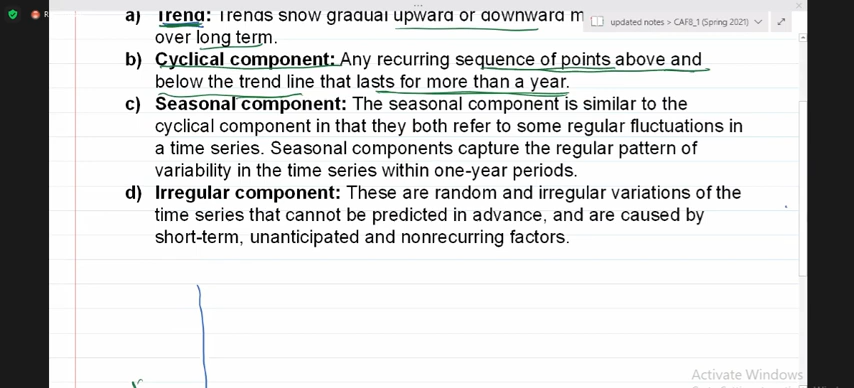 a) Trend: Trends show gradual upward or downward m
updated notes > CAF8_1 (Spring 2021)
over long term.
b) Cyclical component: Any recurring sequence of points above and
below the trend line that lasts for more than a year.
c) Seasonal component: The seasonal component is similar to the
cyclical component in that they both refer to some regular fluctuations in
a time series. Seasonal components capture the regular pattern of
variability in the time series within one-year periods.
d) Irregular component: These are random and irregular variations of the
time series that cannot be predicted in advance, and are caused by
short-term, unanticipated and nonrecurring factors.
Activate Windows